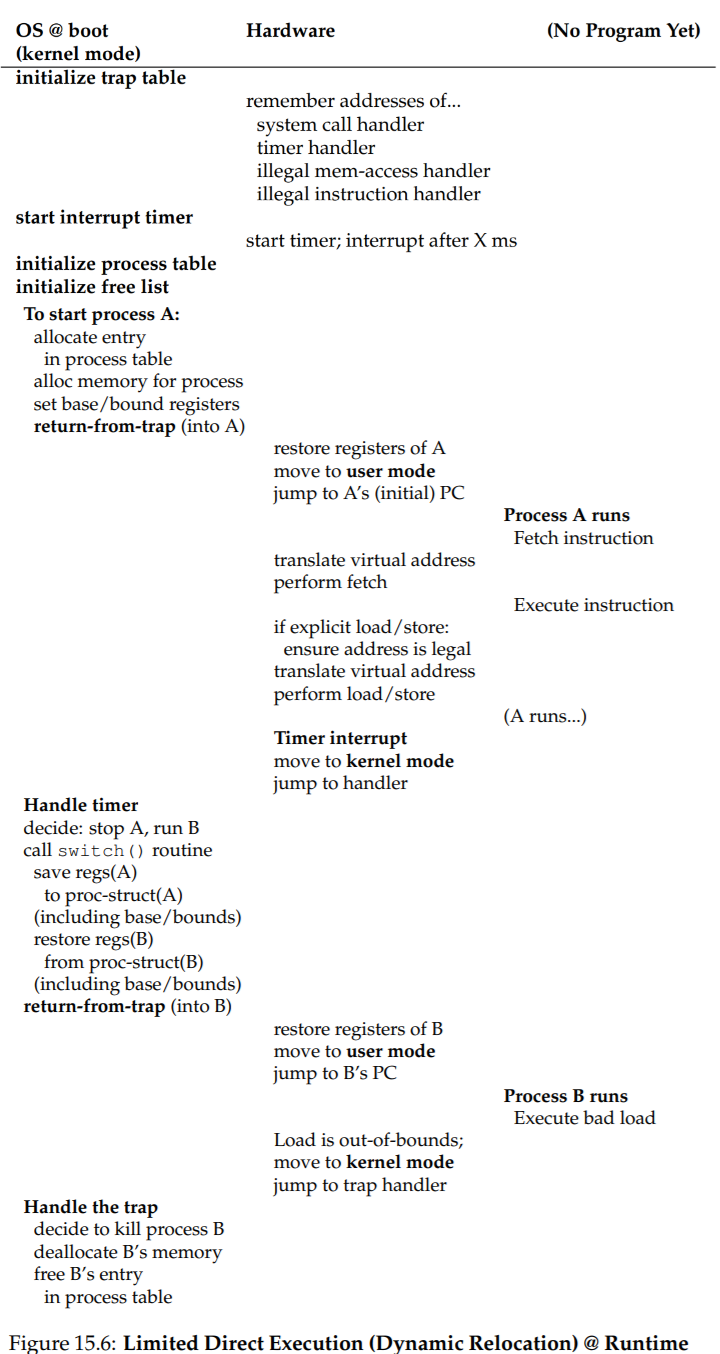 OS @ boot Hardware (No Program Yet)
(kernel mode)
initialize trap table
remember addresses of...
system call handler
timer handler
illegal mem-access handler
illegal instruction handler
start interrupt timer
start timer; interrupt after X ms
initialize process table
initialize free list
To start process A:
allocate entry
in process table
alloc memory for process
set base/bound registers
return-from-trap (into A)
restore registers of A
move to user mode
jump to A's (initial) PC
Process A runs
Fetch instruction
translate virtual address
perform fetch
Execute instruction
if explicit load/store:
ensure address is legal
translate virtual address
perform load/store
(A runs...)
Timer interrupt
move to kernel mode
jump to handler
Handle timer
decide: stop A, run B
call switch() routine
save regs(A)
to proc-struct(A)
(including base/bounds)
restore regs(B)
from proc-struct(B)
(including base/bounds)
return-from-trap (into B)
restore registers of B
move to user mode
jump to B's PC
Process B runs
Execute bad load
Load is out-of-bounds;
move to kernel mode
jump to trap handler
Handle the trap
decide to kill process B
deallocate B's memory
free B's entry
in process table
Figure 15.6: Limited Direct Execution (Dynamic Relocation) @ Runtime